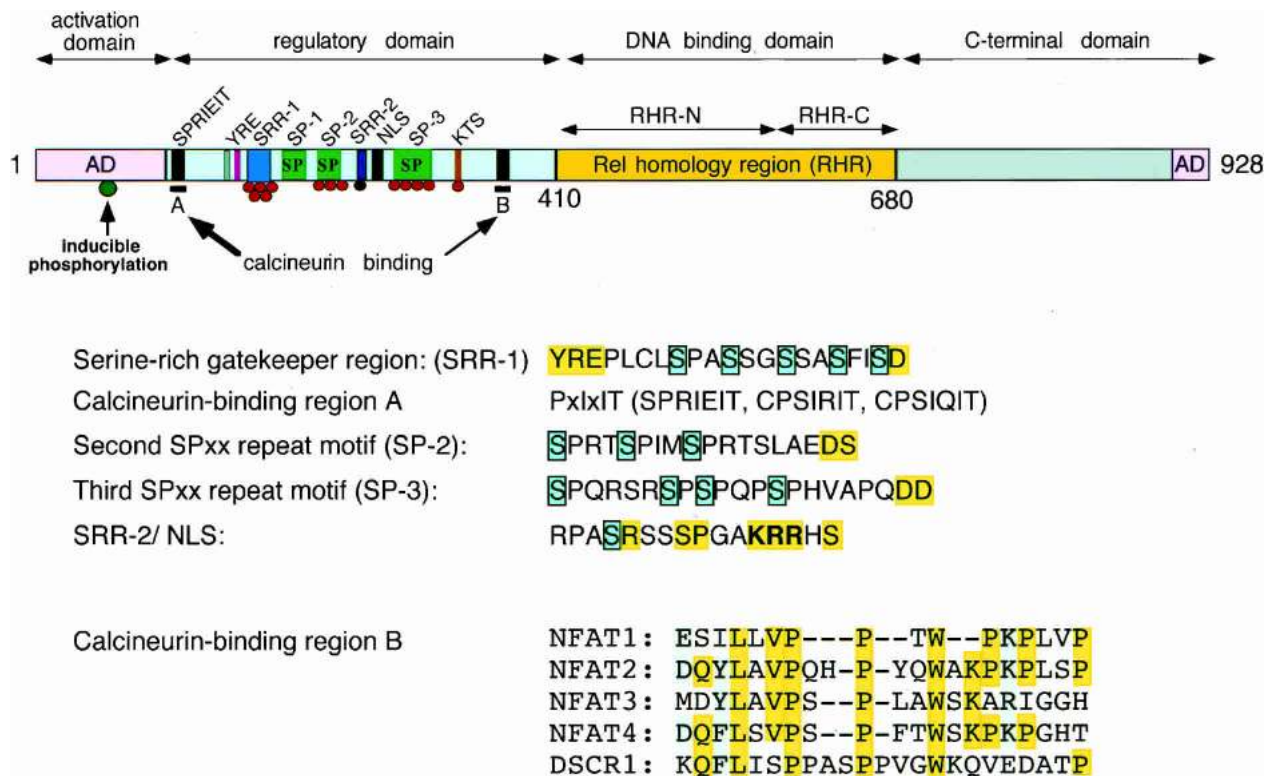 activation
domain
regulatory domain
DNA binding domain
C-terminal domain
SPRIEIT
YRE
SRR-1
SP-1
SP-2
SRR-2
NLS
SP-3
KTS
RHR-N
RHR-C
1
AD
SP
SP
SP
Rel homology region (RHR)
AD
928
A
B
410
680
inducible
phosphorylation
calcineurin binding
Serine-rich gatekeeper region: (SRR-1) YREPLCLSPASSGSSASFISD
Calcineurin-binding region A PxIxIT (SPRIEIT, CPSIRIT, CPSIQIT)
Second SPxx repeat motif (SP-2): SPRTSPIMSPRTSLAEDS
Third SPxx repeat motif (SP-3): SPQRSRSPSPQPSPHVAPQDD
SRR-2/ NLS: RPASRSSSPGAKRRHS
Calcineurin-binding region B NFAT1: ESILLVP---P--TW--PKPLVP
NFAT2: DQYLAVPQH-P-YQWAKPKPLSP
NFAT3: MDYLAVPS--P-LAWSKARIGGH
NFAT4: DQFLSVPS--P-FTWSKPKPGHT
DSCR1: KQFLISPPASPPVGWKQVEDATP